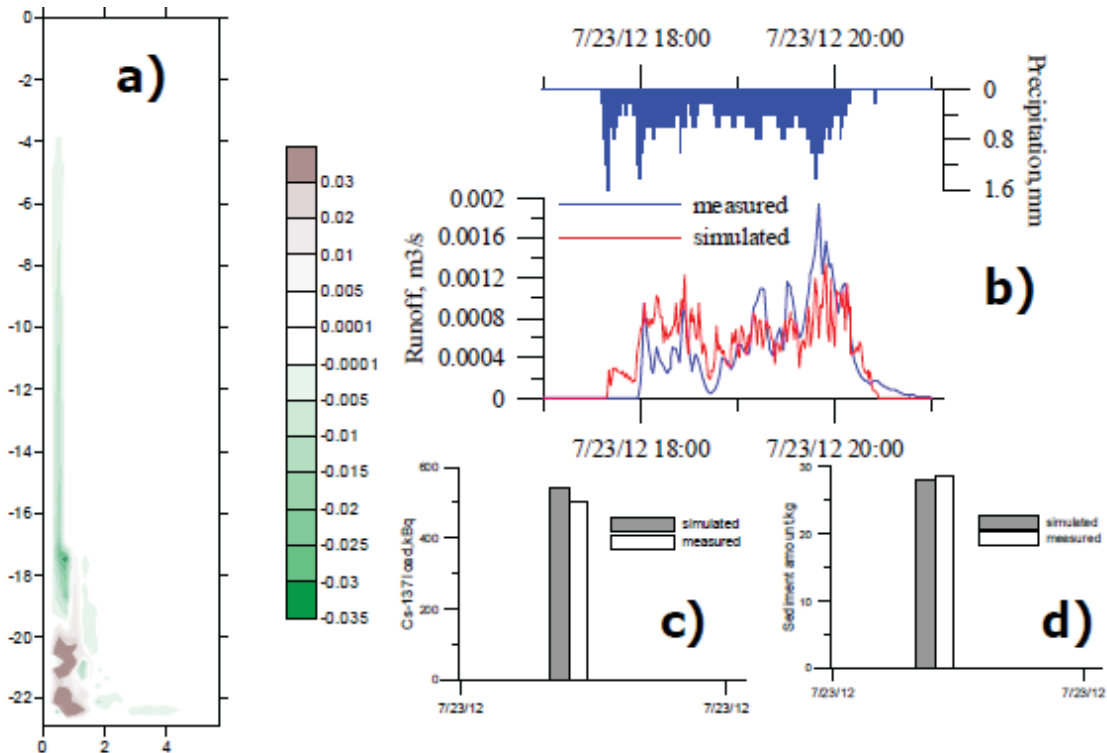 0 2 4
0
-2
-4
-6
-8
-10
-12
-14
-16
-18
-20
-22
0 2 4
a)
0.03
0.02
0.01
0.005
0.0001
-0.0001
-0.005
-0.01
-0.015
-0.02
-0.025
-0.03
-0.035
7/23/12 18:00 7/23/12 20:00
0
0.8
1.6
Precipitation,mm
measured
simulated
0.002
0.0016
0.0012
0.0008
0.0004
0
Runoff, m3/s
b)
7/23/12 18:00 7/23/12 20:00
600
400
200
0
Cs-137 load,kBq
simulated
measured
c)
7/23/12 7/23/12
30
20
10
0
Sediment amount,kg
simulated
measured
d)
7/23/12 7/23/12